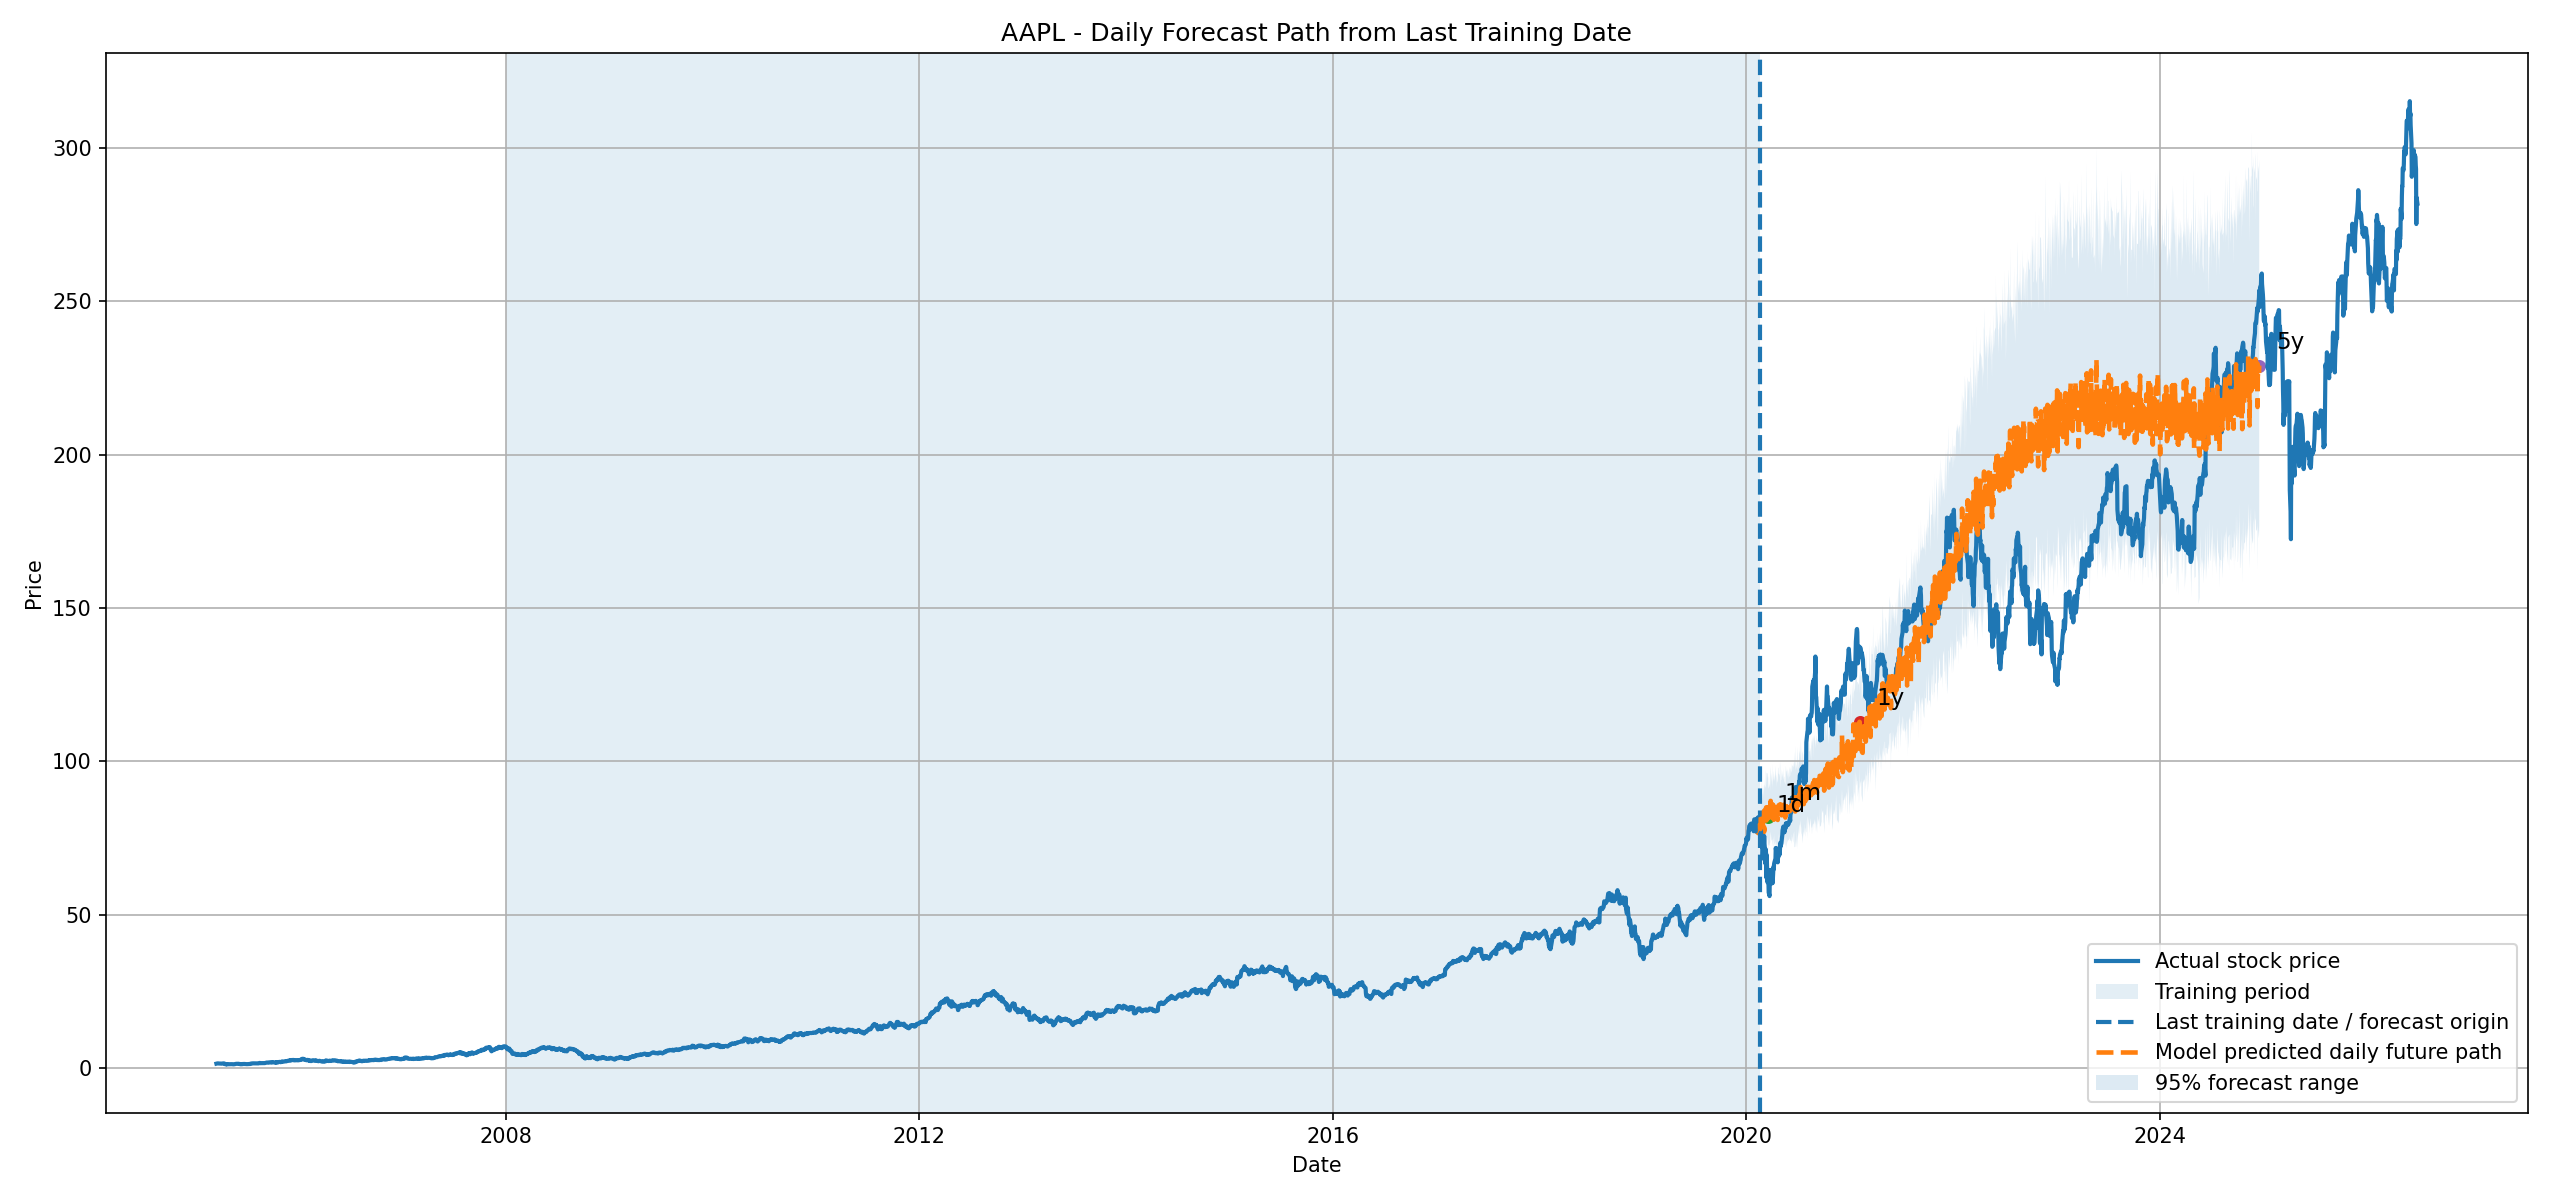 AAPL - Daily Forecast Path from Last Training Date
Price
300
250
200
150
100
50
0
5y
1y
1m
1d
Actual stock price
Training period
Last training date / forecast origin
Model predicted daily future path
95% forecast range
2008
2012
2016
2020
2024
Date